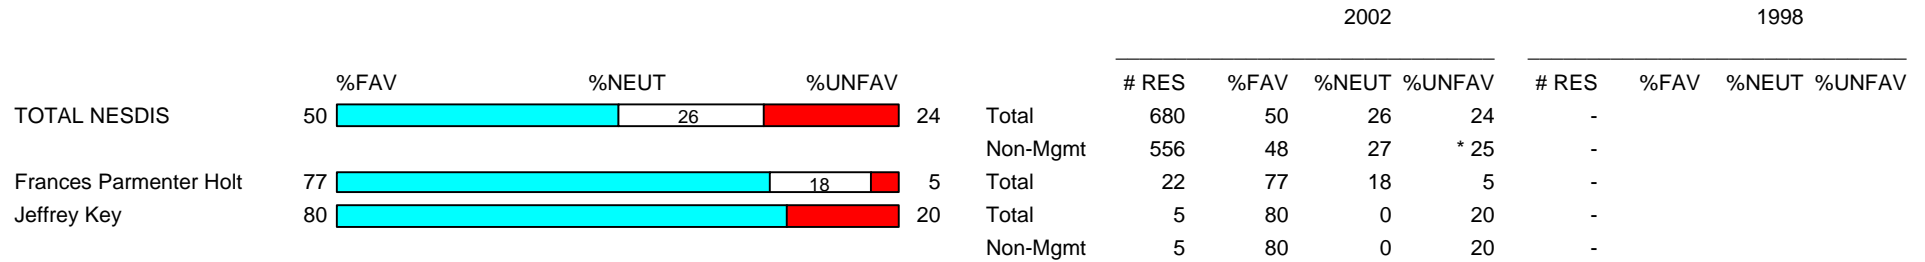 2002 1998
%FAV %NEUT %UNFAV # RES %FAV %NEUT %UNFAV # RES %FAV %NEUT %UNFAV
TOTAL NESDIS 50 26 24 Total 680 50 26 24 -
Non-Mgmt 556 48 27 * 25 -
Frances Parmenter Holt 77 18 5 Total 22 77 18 5 -
Jeffrey Key 80 20 Total 5 80 0 20 -
Non-Mgmt 5 80 0 20 -